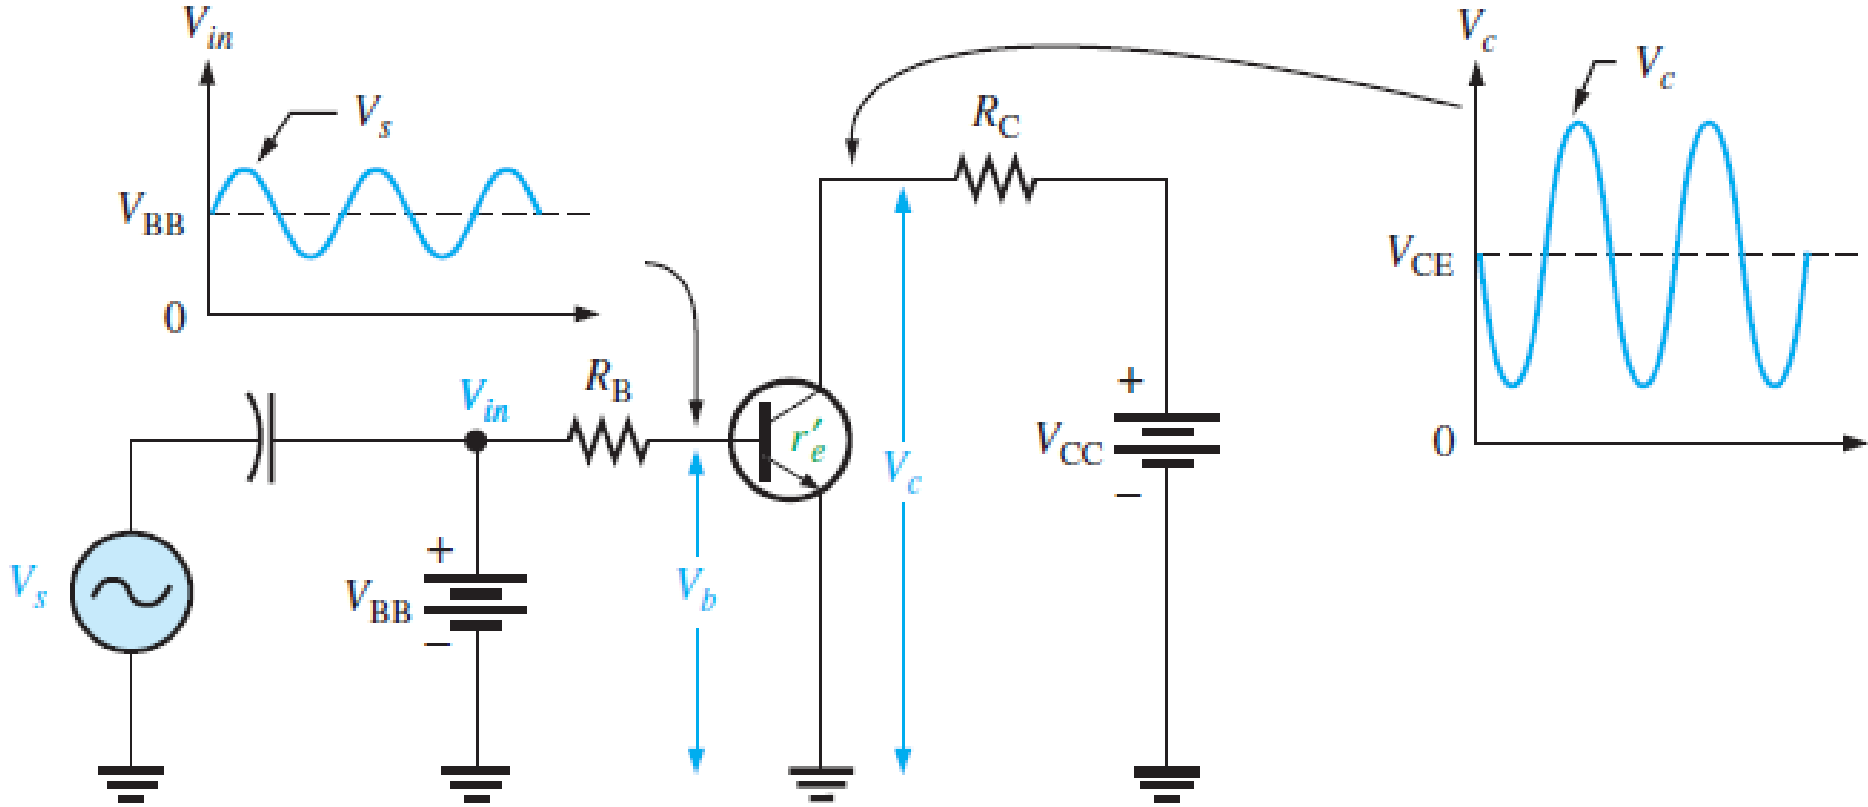 V_in
V_s
V_BB
0
R_C
V_c
V_c
V_CE
0
V_in
R_B
r′_e
V_c
+
V_CC
−
V_s
+
V_BB
−
V_b